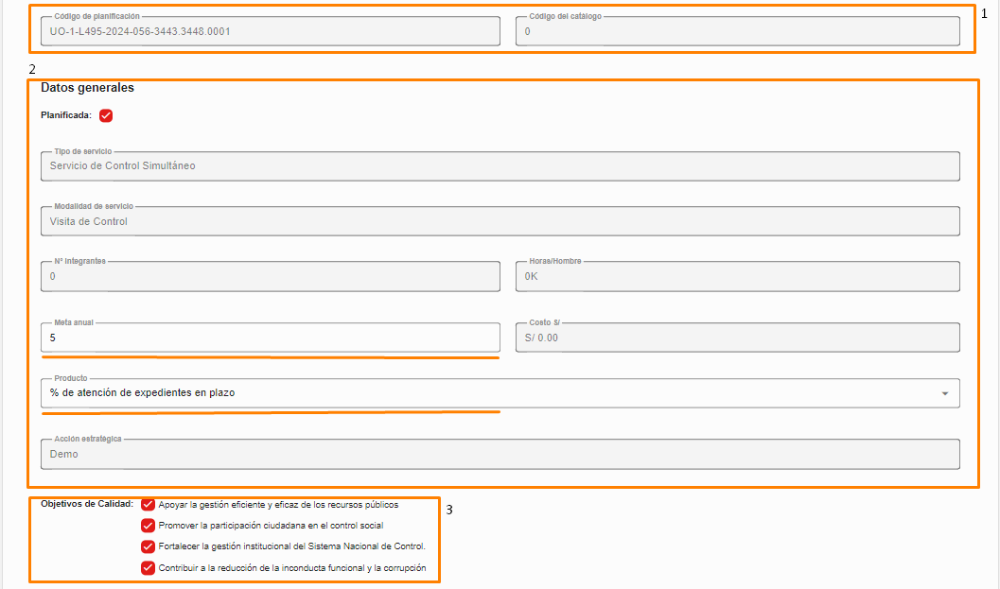 1
Código de planificación
UO-1-L495-2024-056-3443.3448.0001
Código del catálogo
0
2
Datos generales
Planificada:
Tipo de servicio
Servicio de Control Simultáneo
Modalidad de servicio
Visita de Control
Nº Integrantes
0
Horas/Hombre
0K
Meta anual
5
Costo S/
S/ 0.00
Producto
% de atención de expedientes en plazo
Acción estratégica
Demo
3
Objetivos de Calidad:
Apoyar la gestión eficiente y eficaz de los recursos públicos
Promover la participación ciudadana en el control social
Fortalecer la gestión institucional del Sistema Nacional de Control.
Contribuir a la reducción de la inconducta funcional y la corrupción